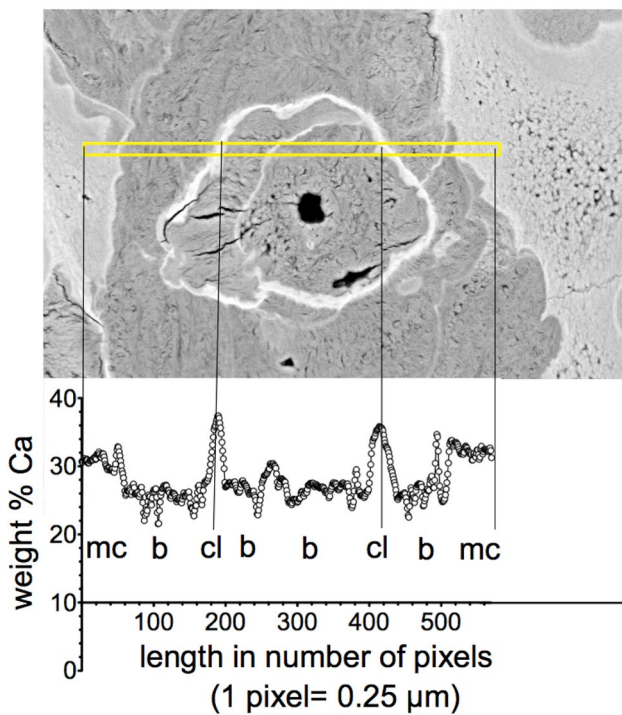 40
30
20
10
0
weight % Ca
mc b cl b b cl b mc
100 200 300 400 500
length in number of pixels
(1 pixel= 0.25 µm)